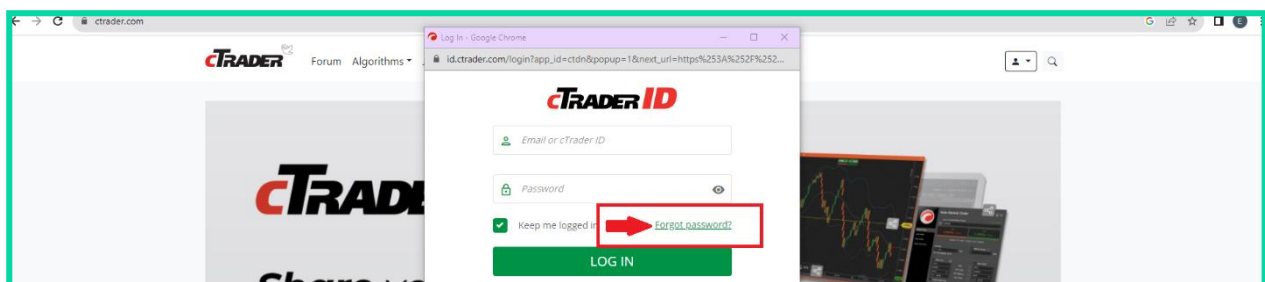 ctrader.com
Log In - Google Chrome
id.ctrader.com/login?app_id=ctdn&popup=1&next_url=https%253A%252F%252...
cTRADER Forum Algorithms
cTRADER ID
Email or cTrader ID
Password
Keep me logged in
Forgot password?
LOG IN
cTRADE
Share yo